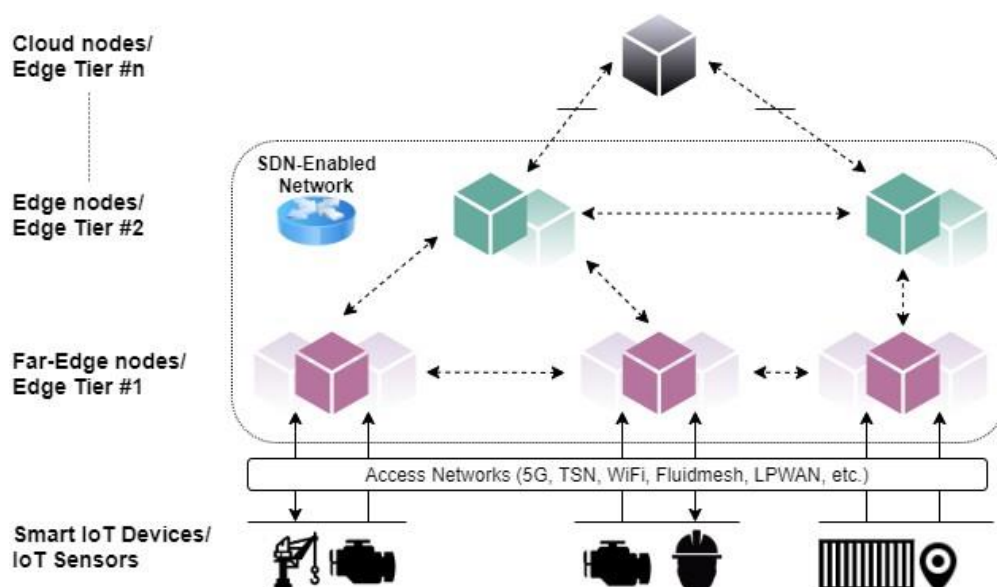 Cloud nodes/
Edge Tier #n
SDN-Enabled
Network
Edge nodes/
Edge Tier #2
Far-Edge nodes/
Edge Tier #1
Access Networks (5G, TSN, WiFi, Fluidmesh, LPWAN, etc.)
Smart IoT Devices/
IoT Sensors